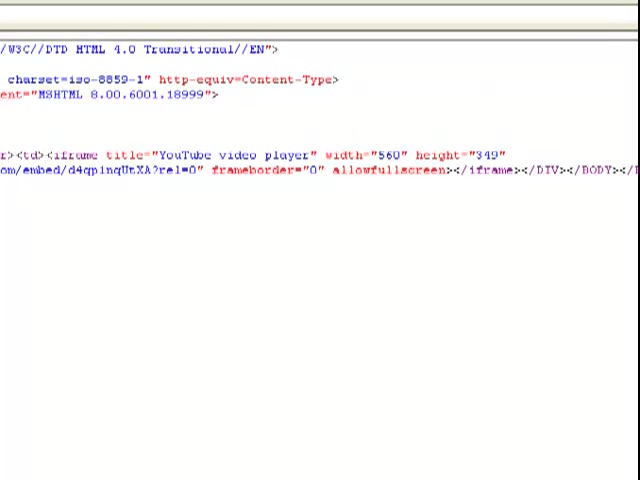 /W3C//DTD HTML 4.0 Transitional//EN">
charset=iso-8859-1" http-equiv=Content-Type>
ent="MSHTML 8.00.6001.18999">
r><td><iframe title="YouTube video player" width="560" height="349"
om/embed/d4qp1nqUtXA?rel=0" frameborder="0" allowfullscreen></iframe></DIV></BODY></